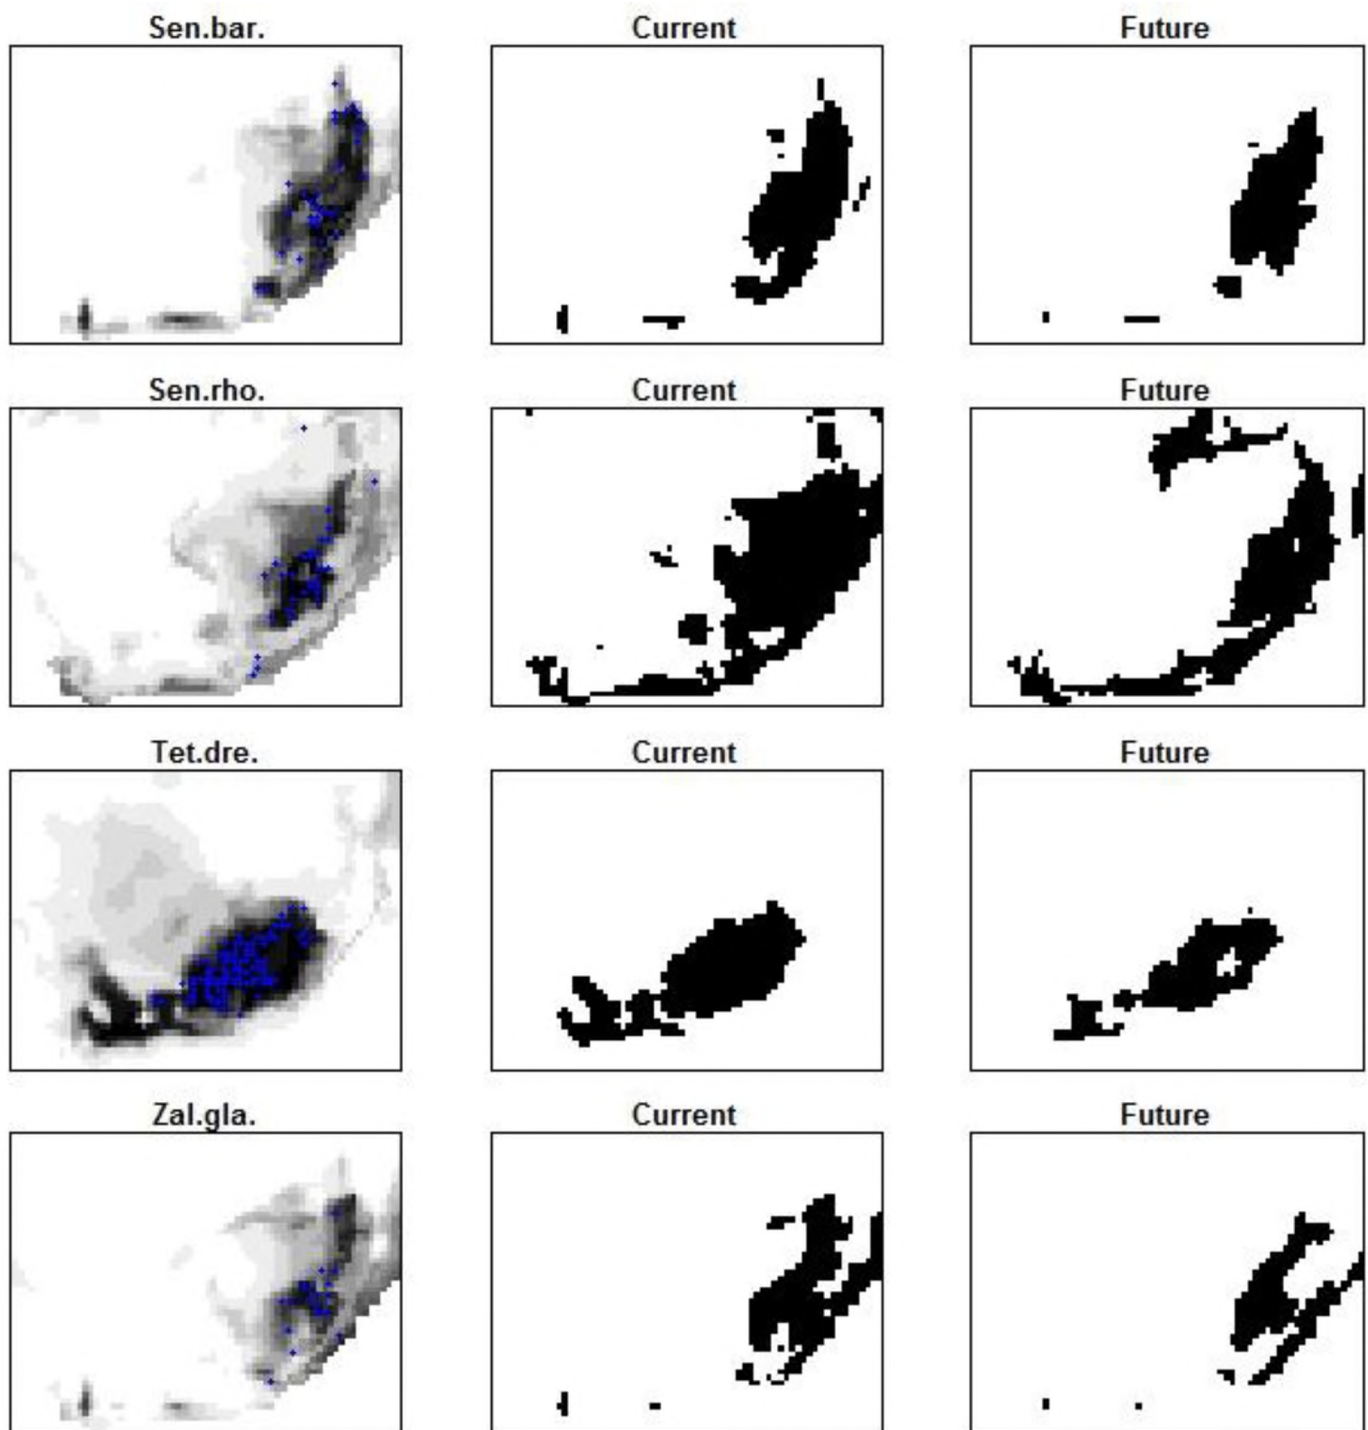 Sen.bar. Current Future
Sen.rho. Current Future
Tet.dre. Current Future
Zal.gla. Current Future